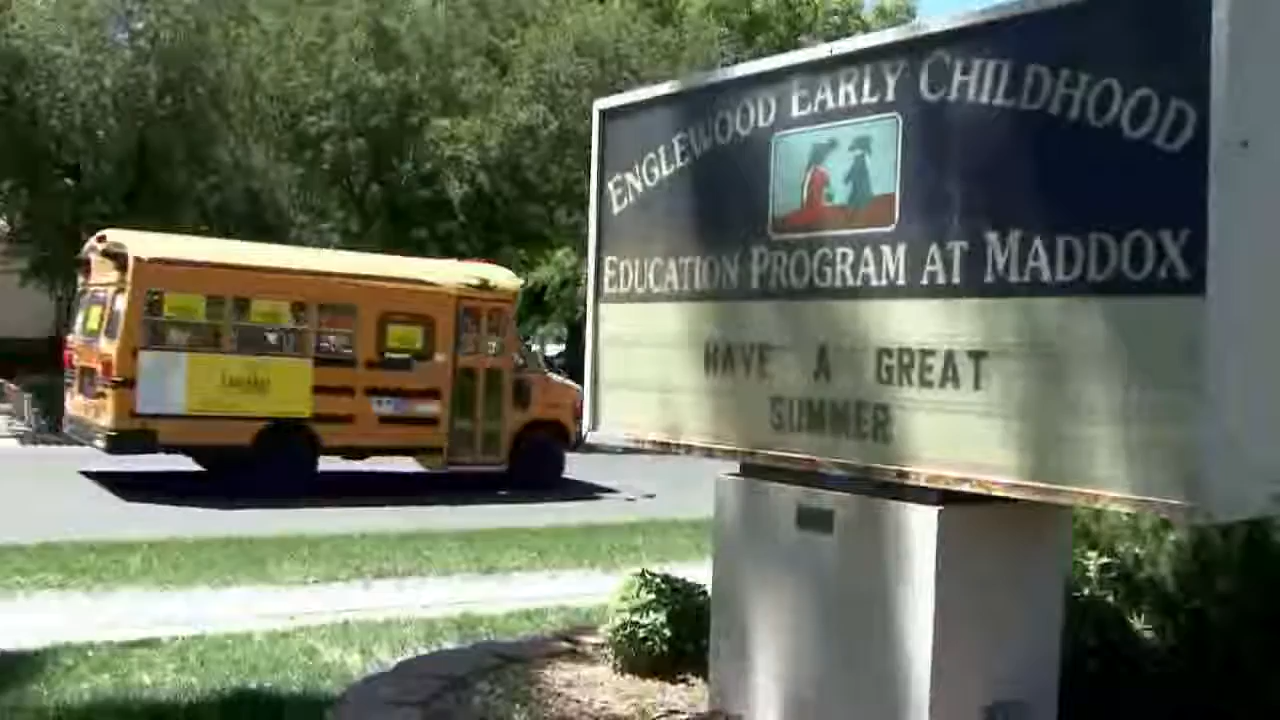 ENGLEWOOD EARLY CHILDHOOD
EDUCATION PROGRAM AT MADDOX
HAVE A GREAT
SUMMER